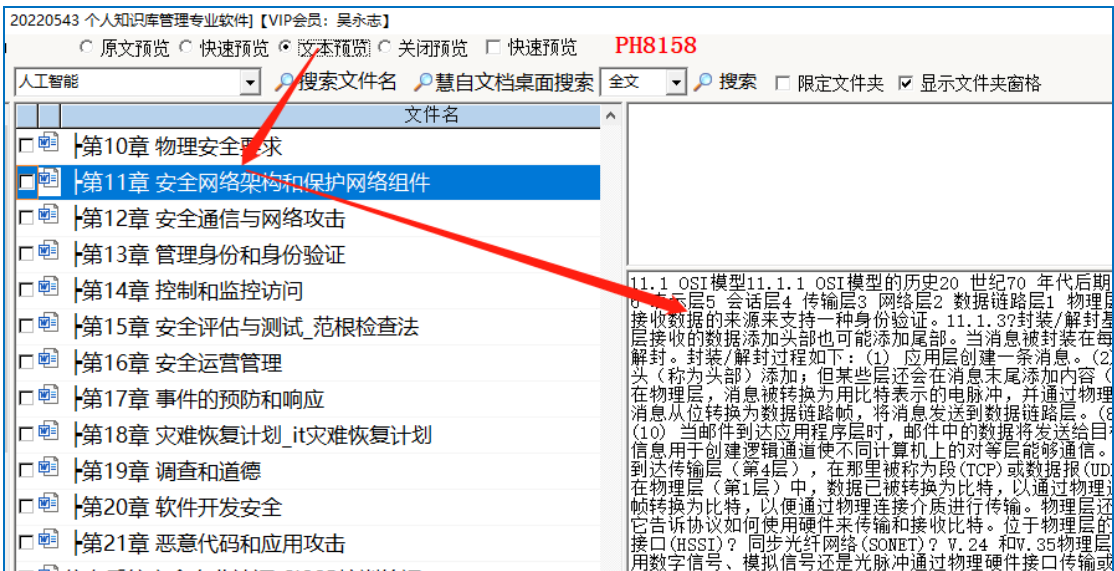 20220543 个人知识库管理专业软件]【VIP会员：吴永志】
原文预览 快速预览 文本预览 关闭预览 快速预览 PH8158
人工智能 搜索文件名 慧自文档桌面搜索 全文 搜索 限定文件夹 显示文件夹窗格
文件名
├第10章 物理安全要求
├第11章 安全网络架构和保护网络组件
├第12章 安全通信与网络攻击
├第13章 管理身份和身份验证
├第14章 控制和监控访问
├第15章 安全评估与测试_范根检查法
├第16章 安全运营管理
├第17章 事件的预防和响应
├第18章 灾难恢复计划_it灾难恢复计划
├第19章 调查和道德
├第20章 软件开发安全
├第21章 恶意代码和应用攻击
11.1 OSI模型11.1.1 OSI模型的历史20 世纪70 年代后期
示层5 会话层4 传输层3 网络层2 数据链路层1 物理层
接收数据的来源来支持一种身份验证。11.1.3?封装/解封
层接收的数据添加头部也可能添加尾部。当消息被封装在每
解封。封装/解封过程如下：(1) 应用层创建一条消息。(2)
头（称为头部）添加；但某些层还会在消息末尾添加内容（
在物理层，消息被转换为用比特表示的电脉冲，并通过物理
消息从位转换为数据链路帧，将消息发送到数据链路层。(8
(10) 当邮件到达应用程序层时，邮件中的数据将发送给目
信息用于创建逻辑通道使不同计算机上的对等层能够通信。
到达传输层（第4层），在那里被称为段(TCP)或数据报(UD
在物理层（第1层）中，数据已被转换为比特，以通过物理
帧转换为比特，以便通过物理连接介质进行传输。物理层还
它告诉协议如何使用硬件来传输和接收比特。位于物理层的
接口(HSSI)? 同步光纤网络(SONET)? V.24 和V.35物理层
用数字信号、模拟信号还是光脉冲通过物理硬件接口传输或